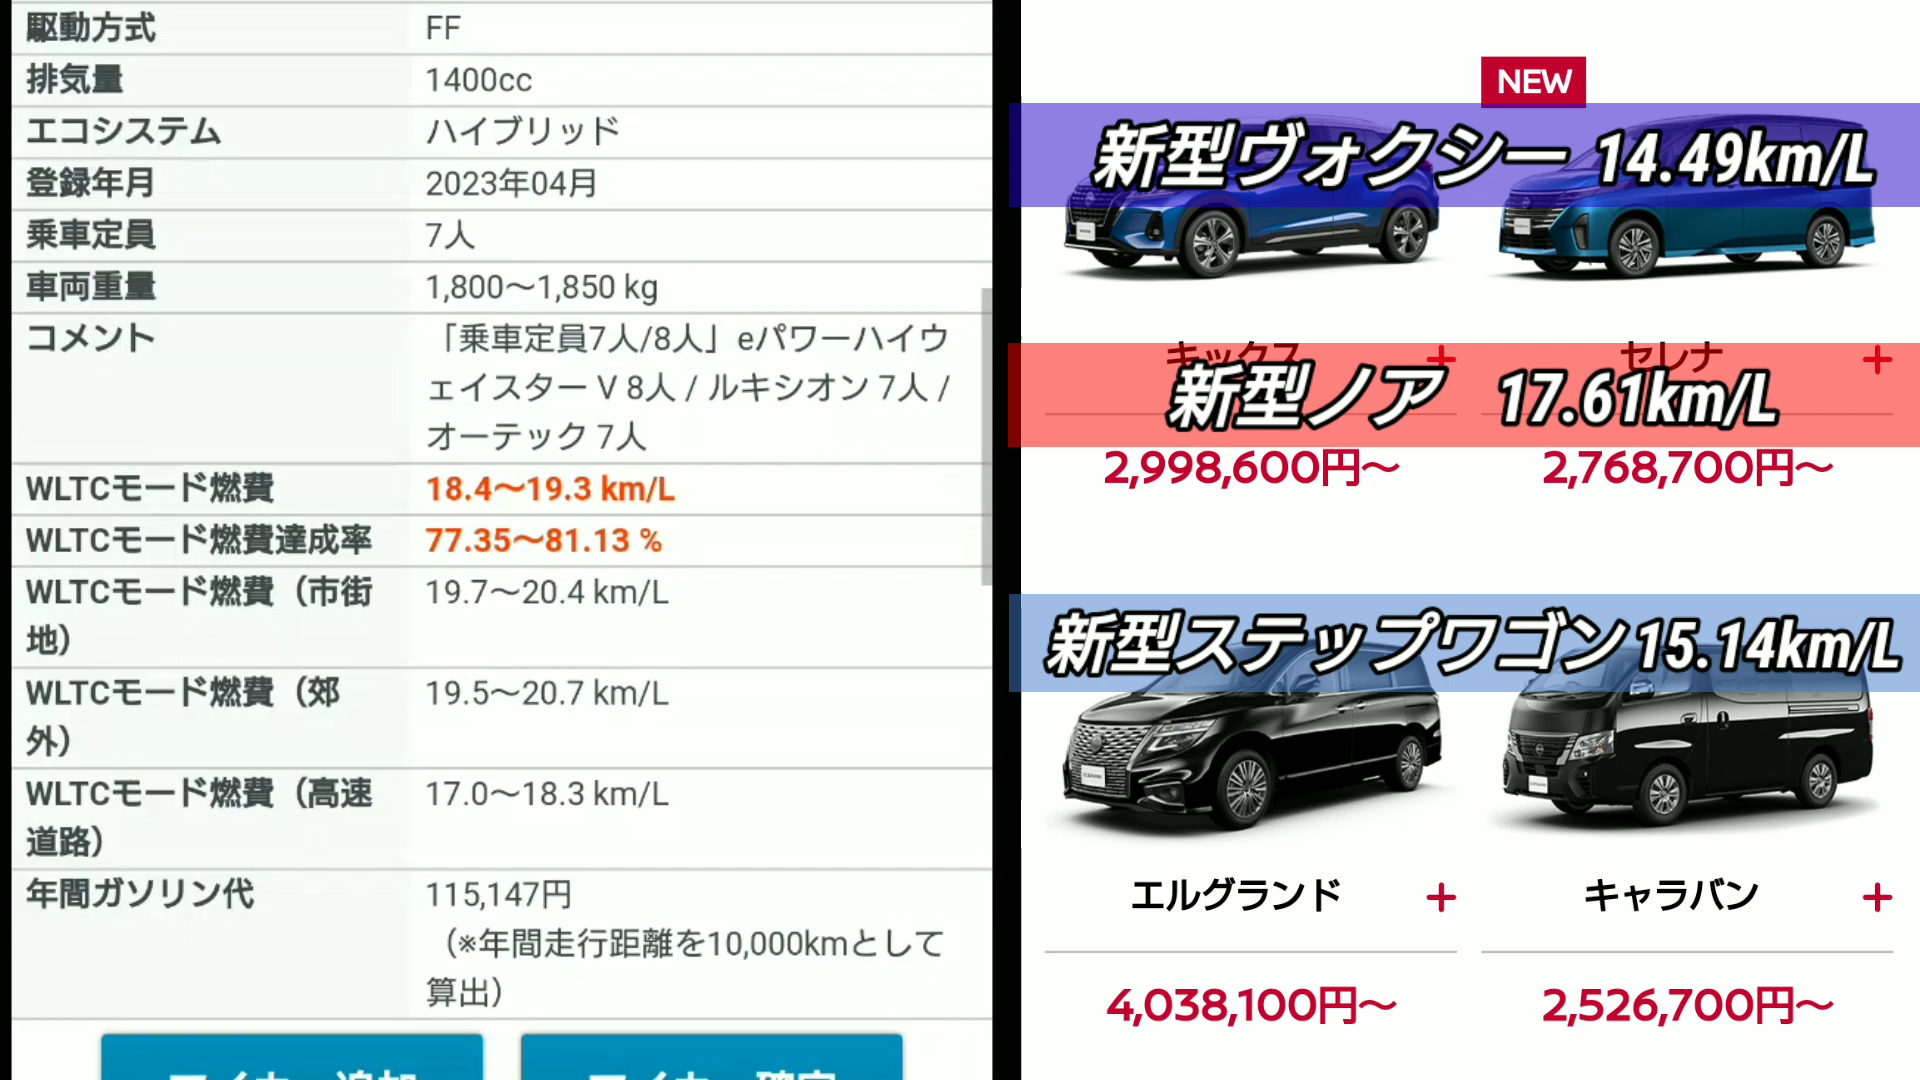 駆動方式 FF
排気量 1400cc
エコシステム ハイブリッド
登録年月 2023年04月
乗車定員 7人
車両重量 1,800〜1,850 kg
コメント 「乗車定員7人/8人」eパワーハイウ
ェイスター V 8人 / ルキシオン 7人 /
オーテック 7人
WLTCモード燃費 18.4〜19.3 km/L
WLTCモード燃費達成率 77.35〜81.13 %
WLTCモード燃費（市街 19.7〜20.4 km/L
地）
WLTCモード燃費（郊 19.5〜20.7 km/L
外）
WLTCモード燃費（高速 17.0〜18.3 km/L
道路）
年間ガソリン代 115,147円
（※年間走行距離を10,000kmとして
算出）
NEW
新型ヴォクシー 14.49km/L
キックス + セレナ +
新型ノア 17.61km/L
2,998,600円〜 2,768,700円〜
新型ステップワゴン 15.14km/L
エルグランド + キャラバン +
4,038,100円〜 2,526,700円〜